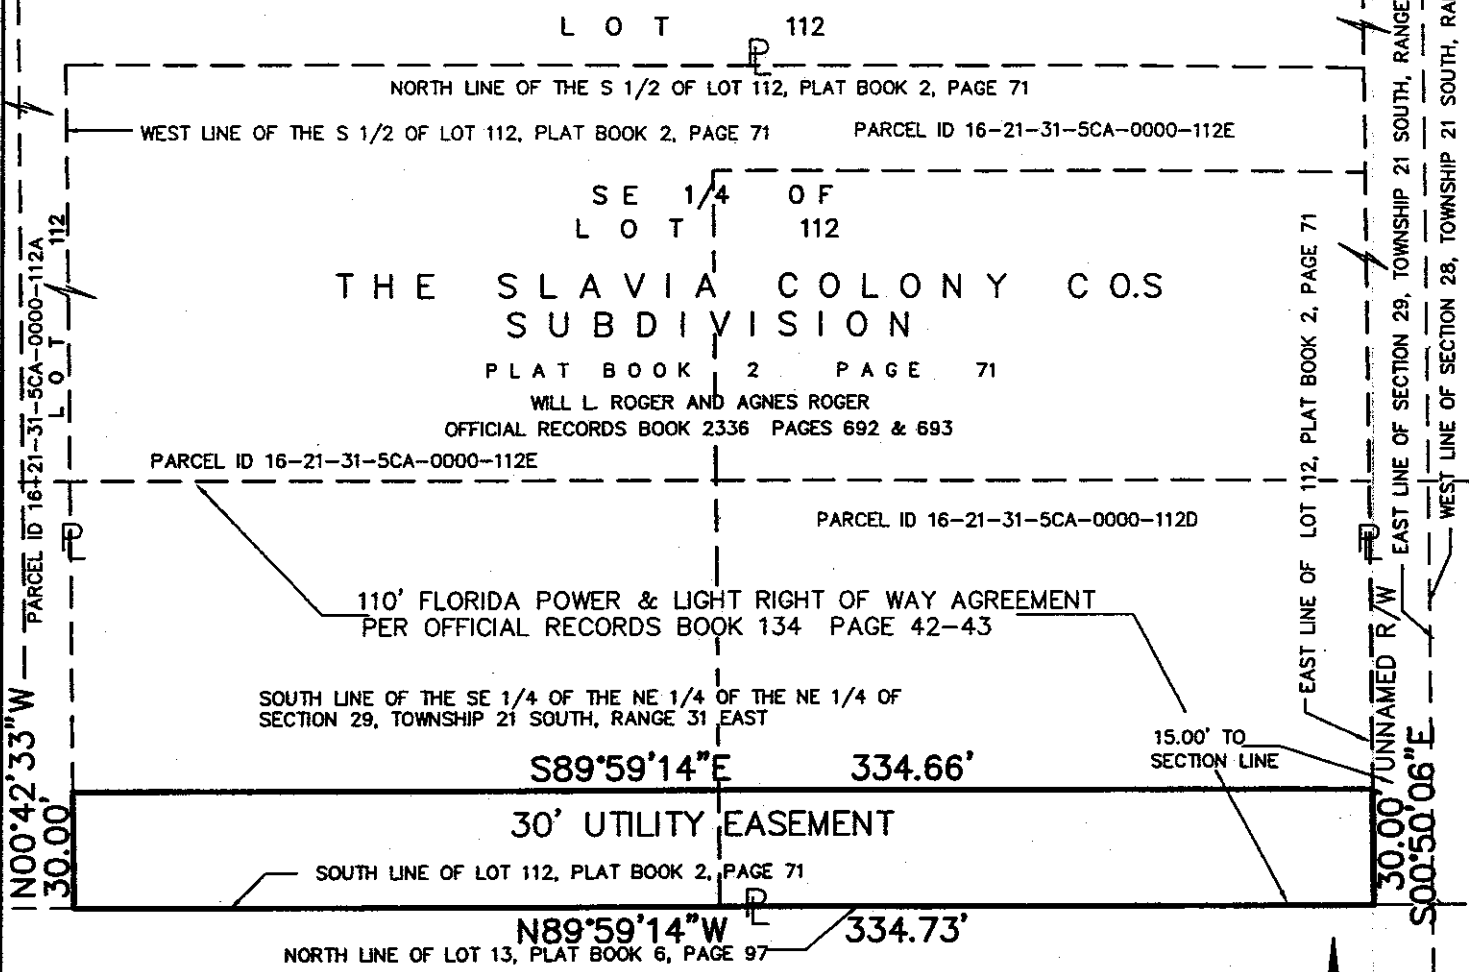 LOT 112
PL
NORTH LINE OF THE S 1/2 OF LOT 112, PLAT BOOK 2, PAGE 71
WEST LINE OF THE S 1/2 OF LOT 112, PLAT BOOK 2, PAGE 71
PARCEL ID 16-21-31-5CA-0000-112E
SE 1/4 OF
LOT 112
THE SLAVIA COLONY CO.S
SUBDIVISION
PLAT BOOK 2 PAGE 71
WILL L. ROGER AND AGNES ROGER
OFFICIAL RECORDS BOOK 2336 PAGES 692 & 693
PARCEL ID 16-21-31-5CA-0000-112E
PARCEL ID 16-21-31-5CA-0000-112D
PL
PL
110' FLORIDA POWER & LIGHT RIGHT OF WAY AGREEMENT
PER OFFICIAL RECORDS BOOK 134 PAGE 42-43
SOUTH LINE OF THE SE 1/4 OF THE NE 1/4 OF THE NE 1/4 OF
SECTION 29, TOWNSHIP 21 SOUTH, RANGE 31 EAST
15.00' TO
SECTION LINE
S89°59'14"E 334.66'
30' UTILITY EASEMENT
SOUTH LINE OF LOT 112, PLAT BOOK 2, PAGE 71
PL
N89°59'14"W 334.73'
NORTH LINE OF LOT 13, PLAT BOOK 6, PAGE 97
N00°42'33"W
30.00'
PARCEL ID 16-21-31-5CA-0000-112A
LOT 112
EAST LINE OF LOT 112, PLAT BOOK 2, PAGE 71
UNNAMED R/W
30.00'
S00°50'06"E
EAST LINE OF SECTION 29, TOWNSHIP 21 SOUTH, RANGE
WEST LINE OF SECTION 28, TOWNSHIP 21 SOUTH, RA